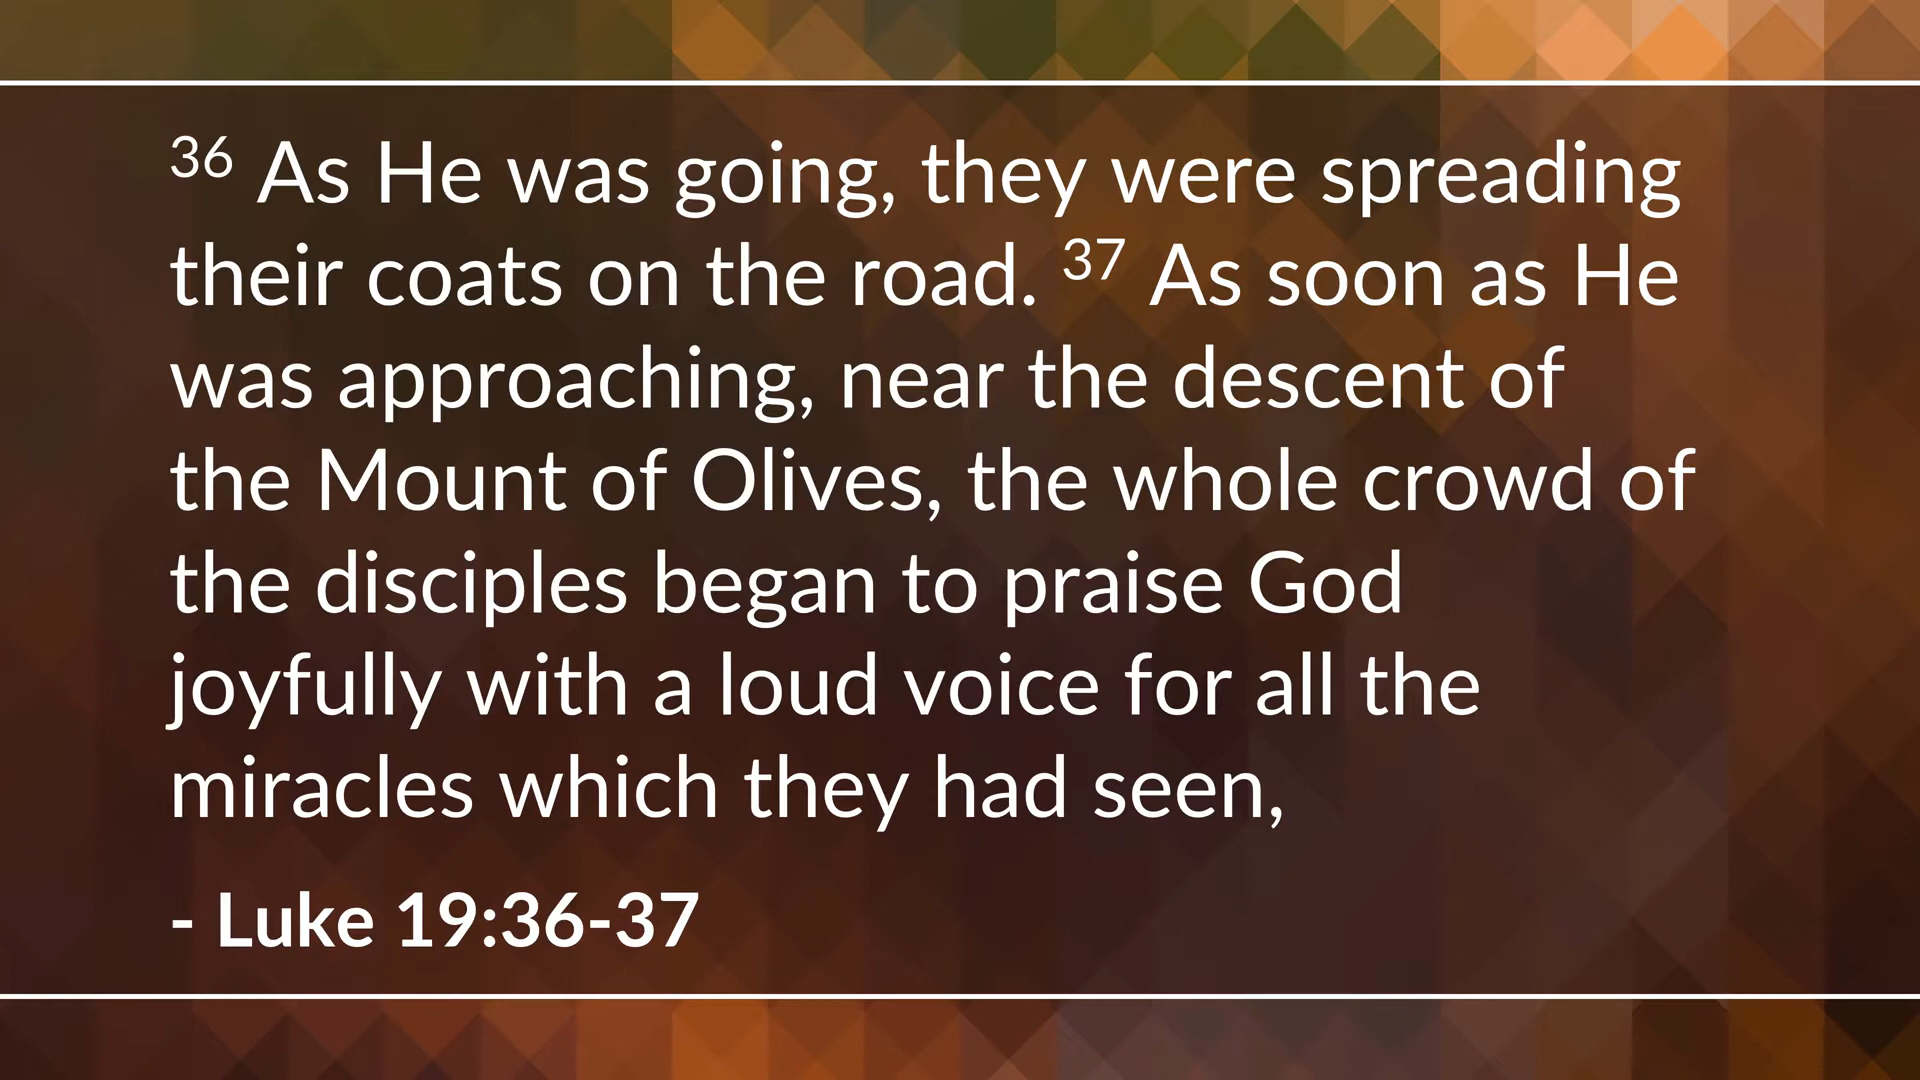 36 As He was going, they were spreading
their coats on the road. 37 As soon as He
was approaching, near the descent of
the Mount of Olives, the whole crowd of
the disciples began to praise God
joyfully with a loud voice for all the
miracles which they had seen,
- Luke 19:36-37